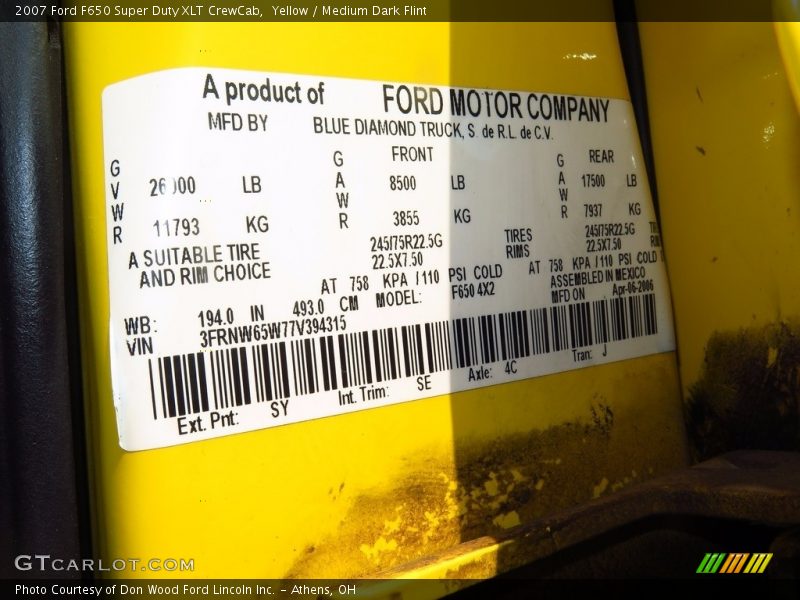 2007 Ford F650 Super Duty XLT CrewCab,  Yellow / Medium Dark Flint
A product of FORD MOTOR COMPANY
MFD BY BLUE DIAMOND TRUCK, S. de R.L. de C.V.
GVWR 26000 LB
11793 KG
FRONT GAWR 8500 LB
3855 KG
REAR GAWR 17500 LB
7937 KG
A SUITABLE TIRE AND RIM CHOICE
245/75R22.5G TIRES 245/75R22.5G
22.5X7.50 RIMS 22.5X7.50
AT 758 KPA / 110 PSI COLD AT 758 KPA / 110 PSI COLD
WB: 194.0 IN 493.0 CM MODEL: F650 4X2
ASSEMBLED IN MEXICO
MFD ON Apr-06-2006
VIN 3FRNW65W77V394315
Ext. Pnt: SY Int. Trim: SE Axle: 4C Tran: J
GTCARLOT.COM
Photo Courtesy of Don Wood Ford Lincoln Inc. - Athens, OH